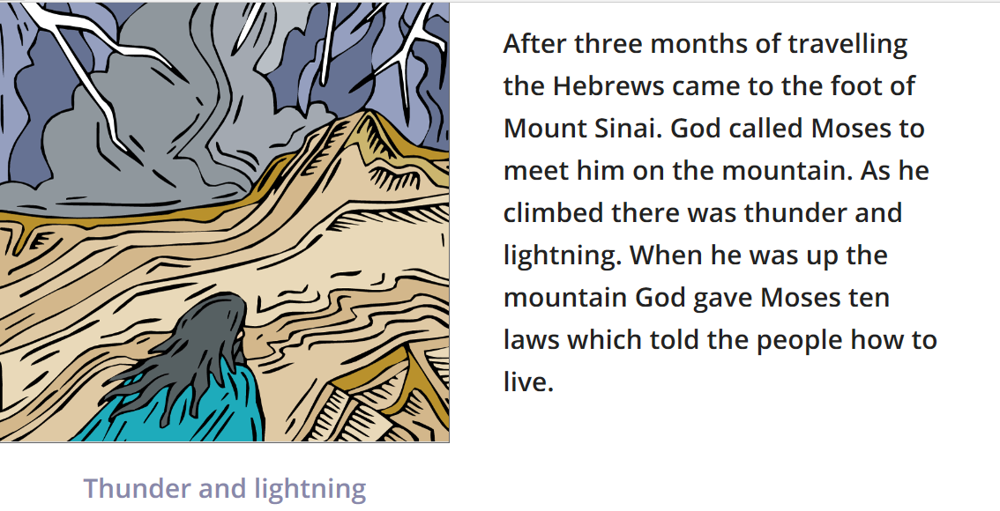 After three months of travelling
the Hebrews came to the foot of
Mount Sinai. God called Moses to
meet him on the mountain. As he
climbed there was thunder and
lightning. When he was up the
mountain God gave Moses ten
laws which told the people how to
live.
Thunder and lightning